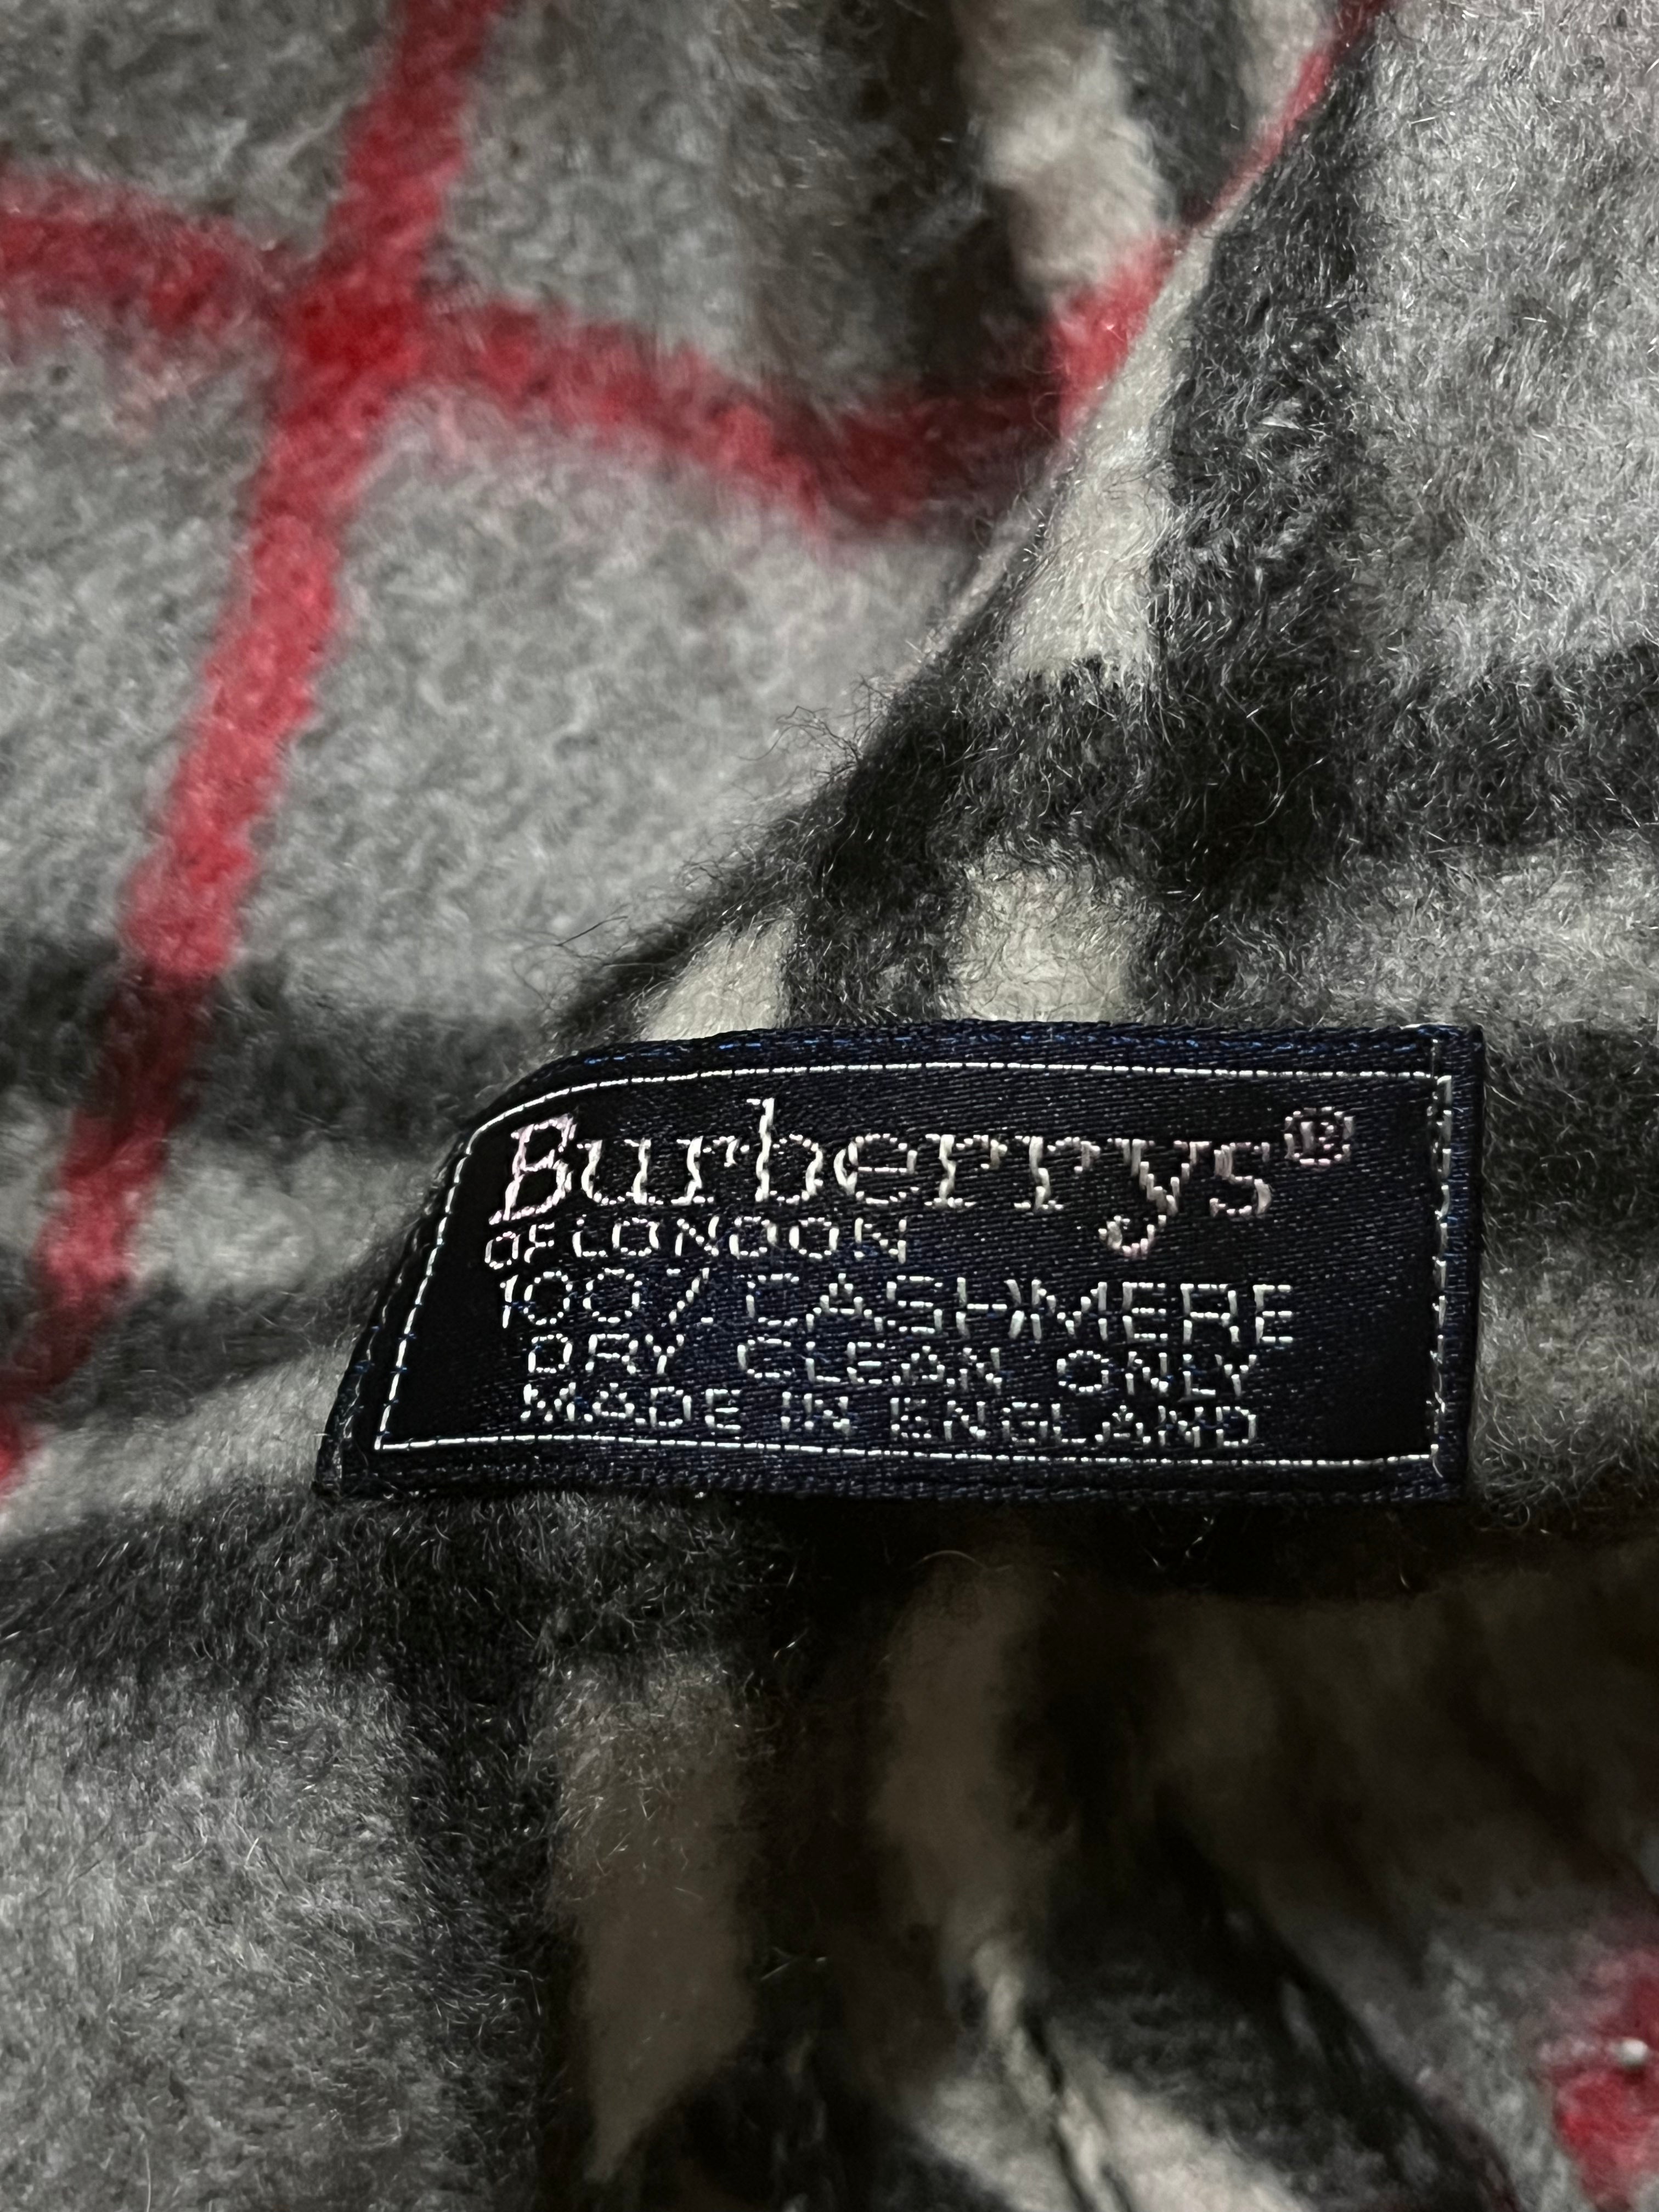 Burberrys®
OF LONDON
100% CASHMERE
DRY CLEAN ONLY
MADE IN ENGLAND